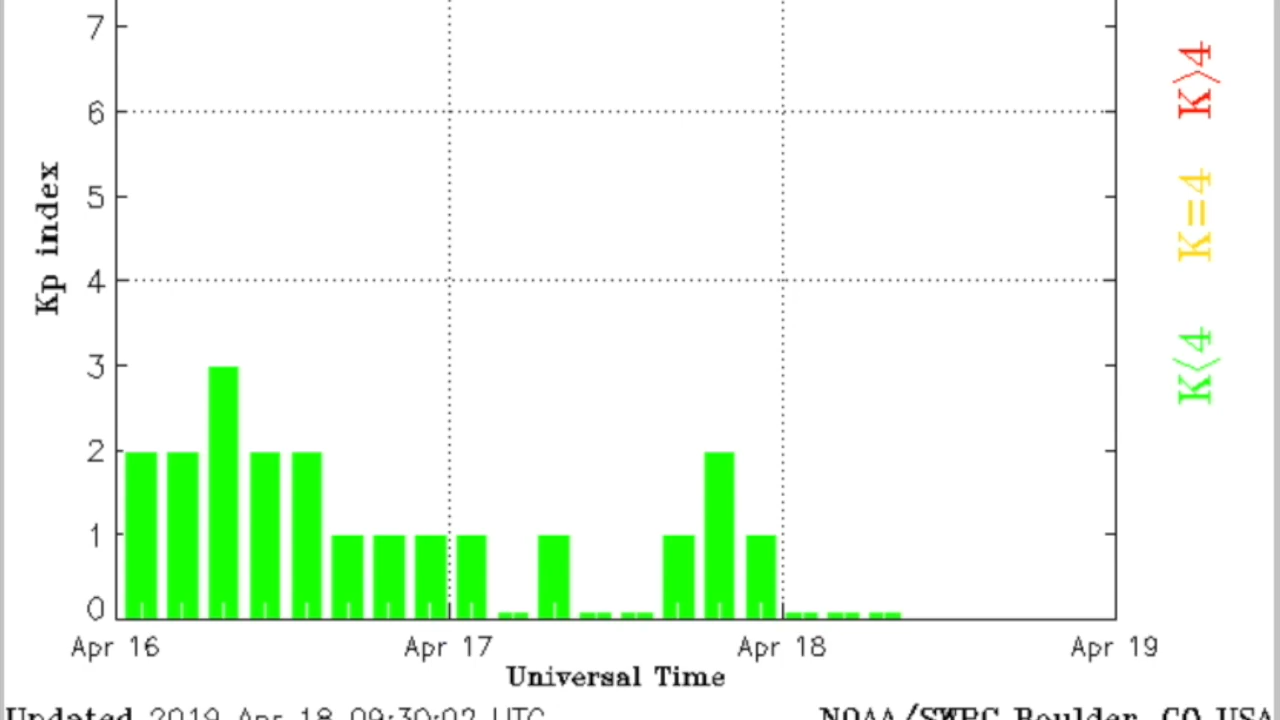 7
6
5
4
3
2
1
0
Kp index
Apr 16 Apr 17 Apr 18 Apr 19
Universal Time
K>4
K=4
K<4
Updated 2019 Apr 18 09:30:02 UTC
NOAA/SWPC Boulder, CO USA